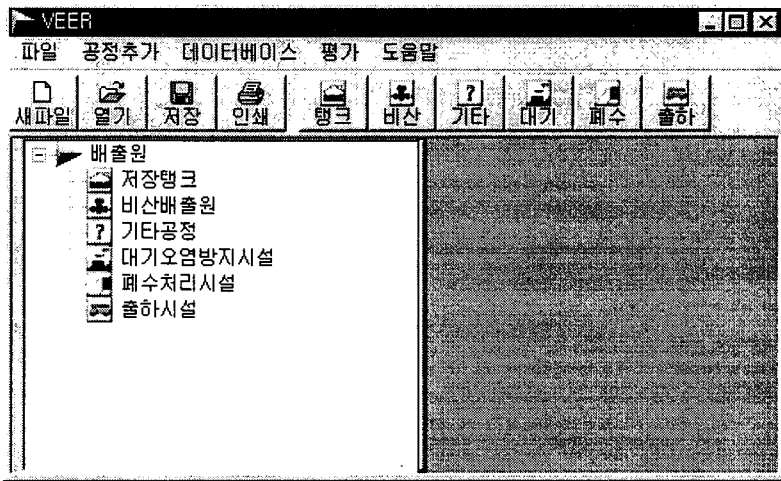 VEER
파일 공정추가 데이터베이스 평가 도움말
새파일 열기 저장 인쇄 탱크 비산 기타 대기 폐수 출하
배출원
저장탱크
비산배출원
기타공정
대기오염방지시설
폐수처리시설
출하시설